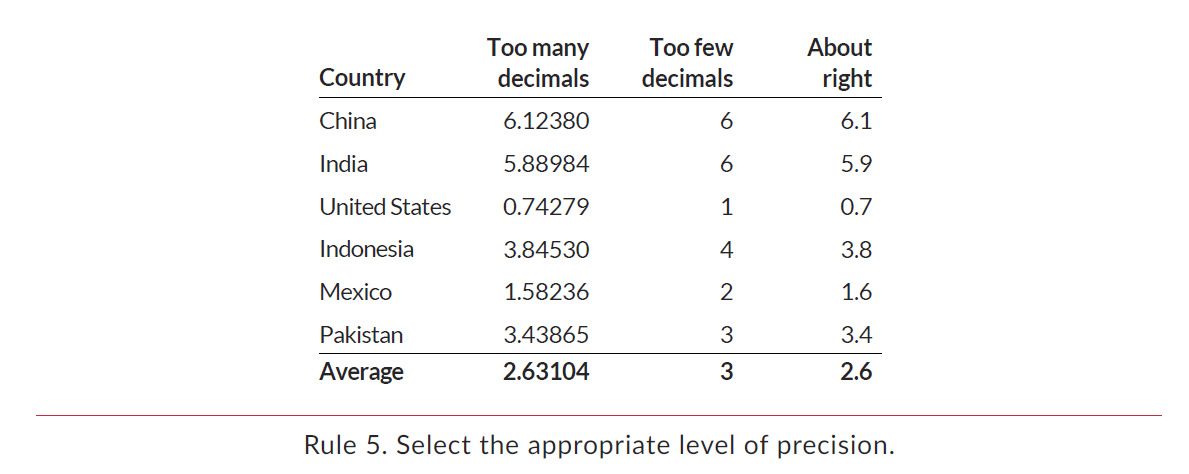 Too many Too few About
Country decimals decimals right
China 6.12380 6 6.1
India 5.88984 6 5.9
United States 0.74279 1 0.7
Indonesia 3.84530 4 3.8
Mexico 1.58236 2 1.6
Pakistan 3.43865 3 3.4
Average 2.63104 3 2.6
Rule 5. Select the appropriate level of precision.